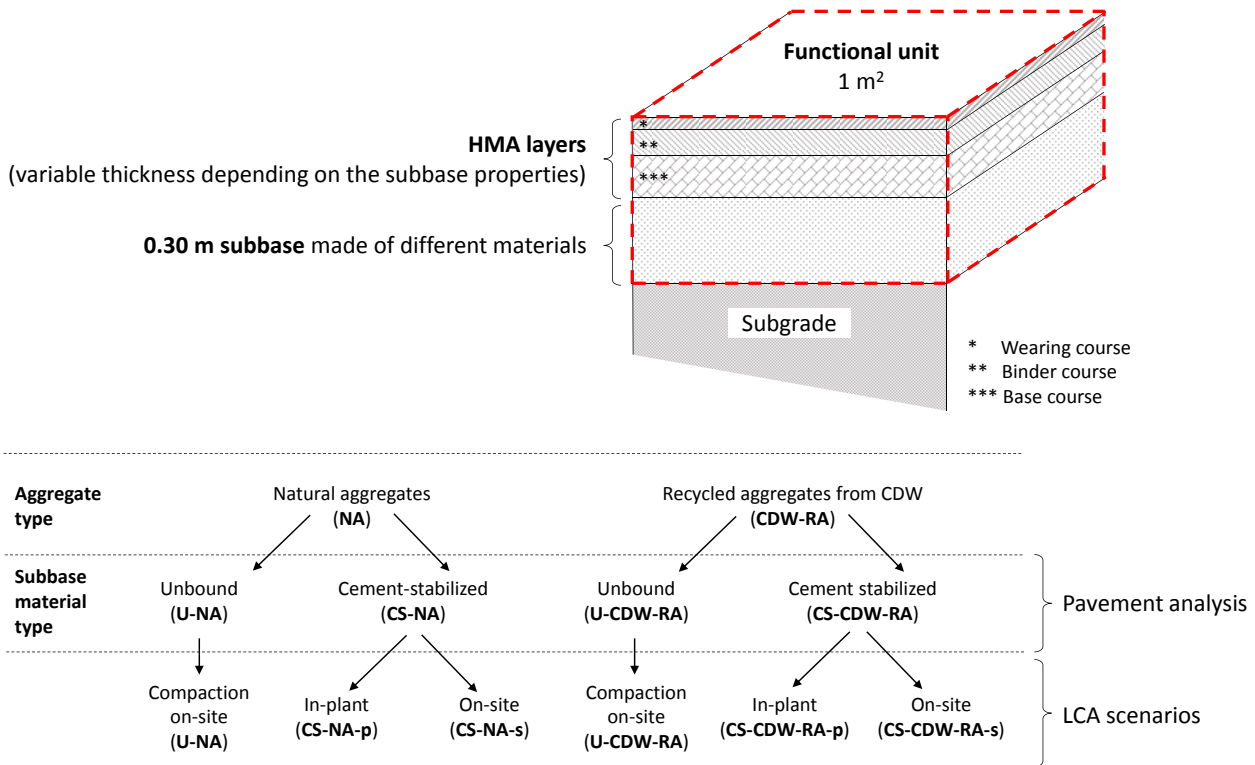 Functional unit
1 m²
HMA layers
(variable thickness depending on the subbase properties)
*
**
***
0.30 m subbase made of different materials
Subgrade
* Wearing course
** Binder course
*** Base course
Aggregate type
Natural aggregates
(NA)
Recycled aggregates from CDW
(CDW-RA)
Subbase material type
Unbound
(U-NA)
Cement-stabilized
(CS-NA)
Unbound
(U-CDW-RA)
Cement stabilized
(CS-CDW-RA)
Pavement analysis
Compaction
on-site
(U-NA)
In-plant
(CS-NA-p)
On-site
(CS-NA-s)
Compaction
on-site
(U-CDW-RA)
In-plant
(CS-CDW-RA-p)
On-site
(CS-CDW-RA-s)
LCA scenarios